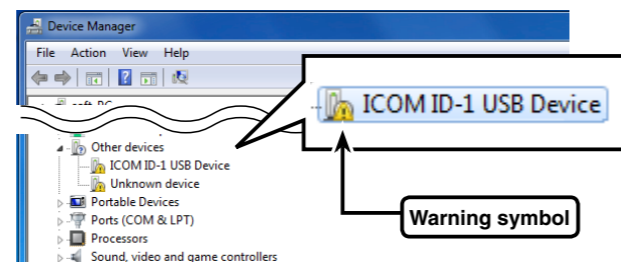 Device Manager
File Action View Help
ICOM ID-1 USB Device
Other devices
ICOM ID-1 USB Device
Unknown device
Portable Devices
Ports (COM & LPT)
Processors
Sound, video and game controllers
Warning symbol